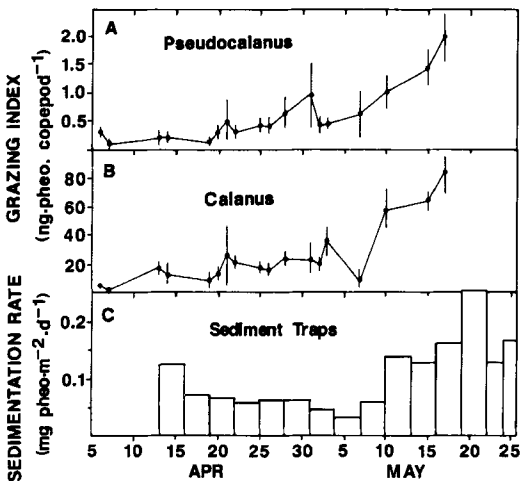 A
Pseudocalanus
2.0
1.5
1.0
0.5
GRAZING INDEX
(ng-pheo. copepod⁻¹)
B
Calanus
80
60
40
20
SEDIMENTATION RATE
(mg pheo-m⁻²·d⁻¹)
C
Sediment Traps
0.2
0.1
5 10 15 20 25 30 5 10 15 20 25
APR MAY